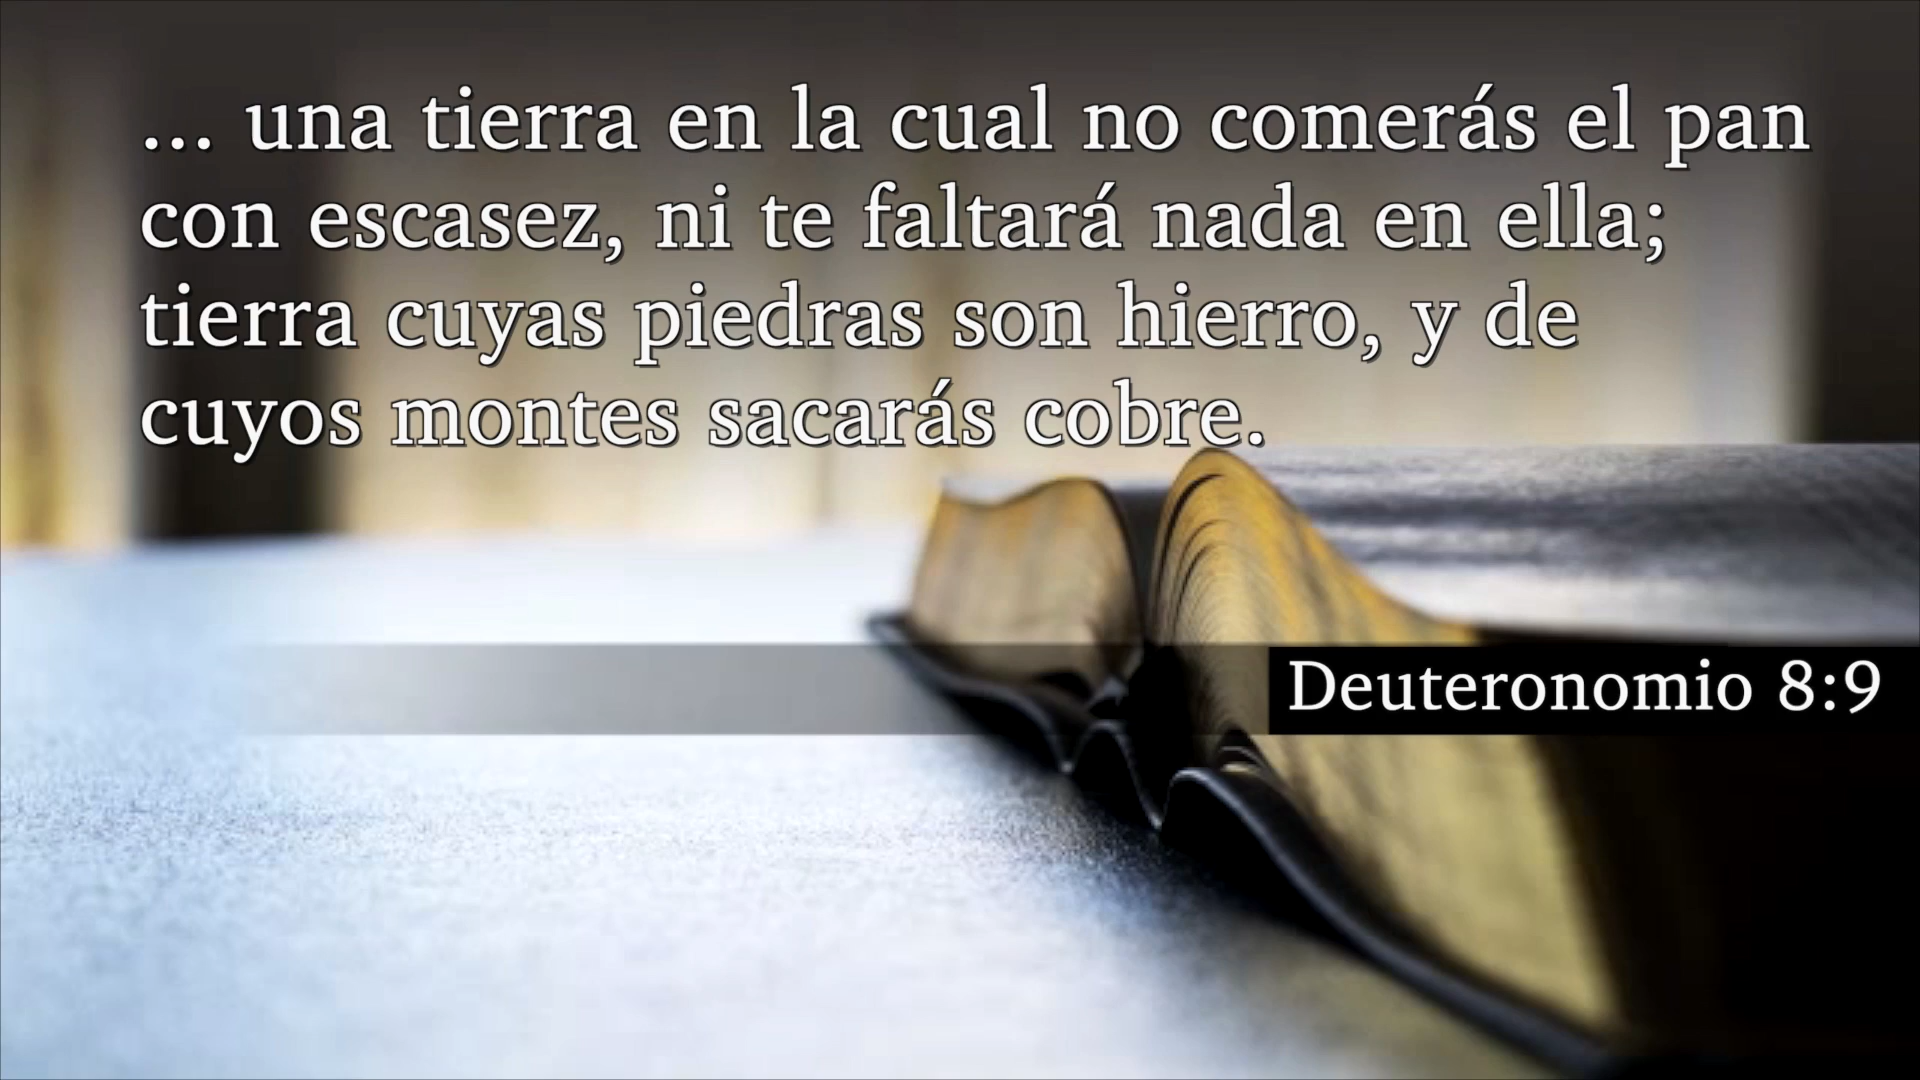 ... una tierra en la cual no comerás el pan
con escasez, ni te faltará nada en ella;
tierra cuyas piedras son hierro, y de
cuyos montes sacarás cobre.
Deuteronomio 8:9